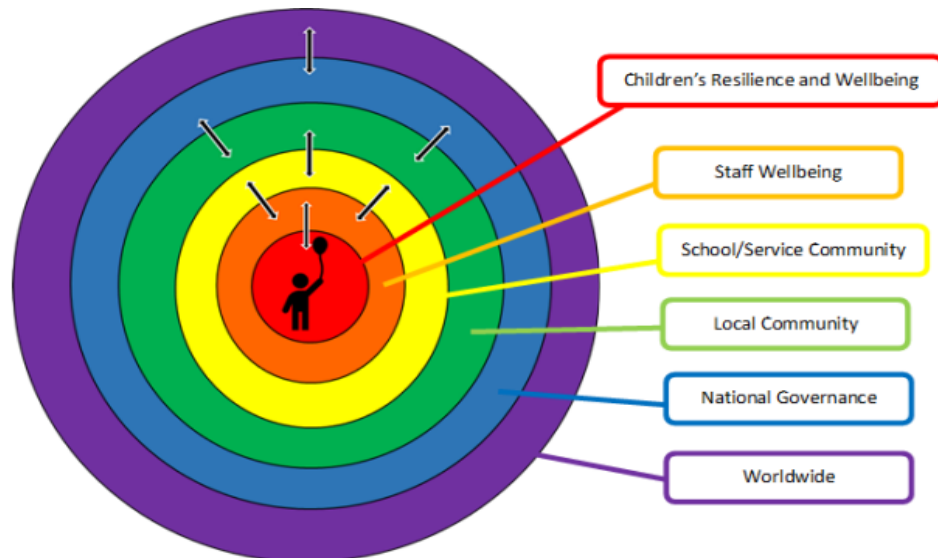 Children's Resilience and Wellbeing
Staff Wellbeing
School/Service Community
Local Community
National Governance
Worldwide